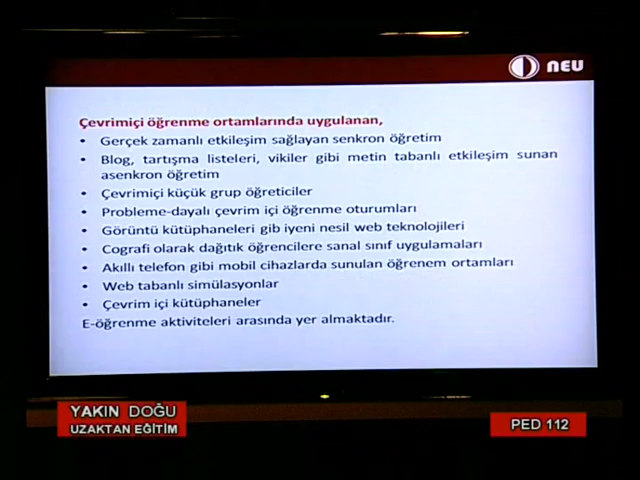 NEU
Çevrimiçi öğrenme ortamlarında uygulanan,
• Gerçek zamanlı etkileşim sağlayan senkron öğretim
• Blog, tartışma listeleri, vikiler gibi metin tabanlı etkileşim sunan
asenkron öğretim
• Çevrimiçi küçük grup öğreticiler
• Probleme-dayalı çevrim içi öğrenme oturumları
• Görüntü kütüphaneleri gib iyeni nesil web teknolojileri
• Cografi olarak dağıtık öğrencilere sanal sınıf uygulamaları
• Akıllı telefon gibi mobil cihazlarda sunulan öğrenem ortamları
• Web tabanlı simülasyonlar
• Çevrim içi kütüphaneler
E-öğrenme aktiviteleri arasında yer almaktadır.
YAKIN DOĞU
UZAKTAN EĞİTİM
PED 112